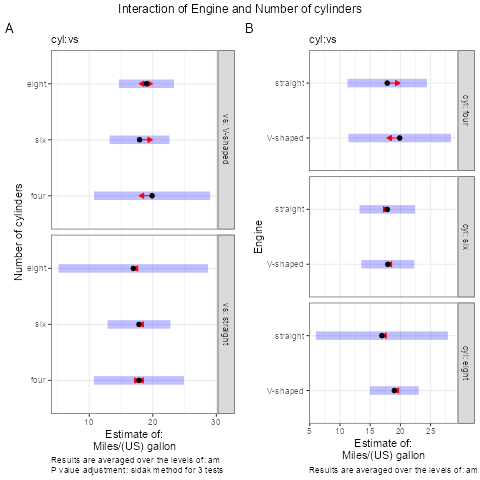 Interaction of Engine and Number of cylinders
A
cyl:vs
Number of cylinders
eight
six
four
vs: V-shaped
eight
six
four
vs: straight
10
20
30
Estimate of:
Miles/(US) gallon
Results are averaged over the levels of: am
P value adjustment: sidak method for 3 tests
B
cyl:vs
Engine
straight
V-shaped
cyl: four
straight
V-shaped
cyl: six
straight
V-shaped
cyl: eight
5
10
15
20
25
Estimate of:
Miles/(US) gallon
Results are averaged over the levels of: am